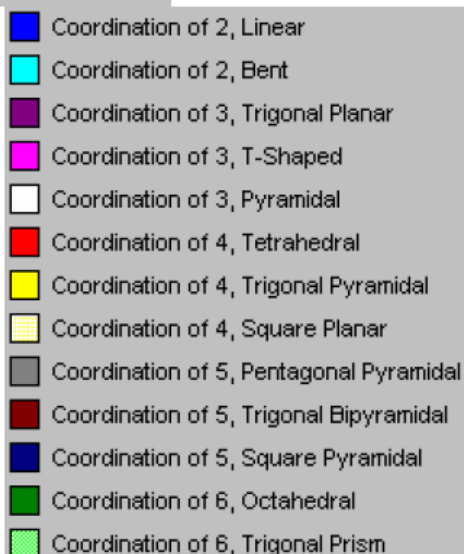 Coordination of 2, Linear
Coordination of 2, Bent
Coordination of 3, Trigonal Planar
Coordination of 3, T-Shaped
Coordination of 3, Pyramidal
Coordination of 4, Tetrahedral
Coordination of 4, Trigonal Pyramidal
Coordination of 4, Square Planar
Coordination of 5, Pentagonal Pyramidal
Coordination of 5, Trigonal Bipyramidal
Coordination of 5, Square Pyramidal
Coordination of 6, Octahedral
Coordination of 6, Trigonal Prism